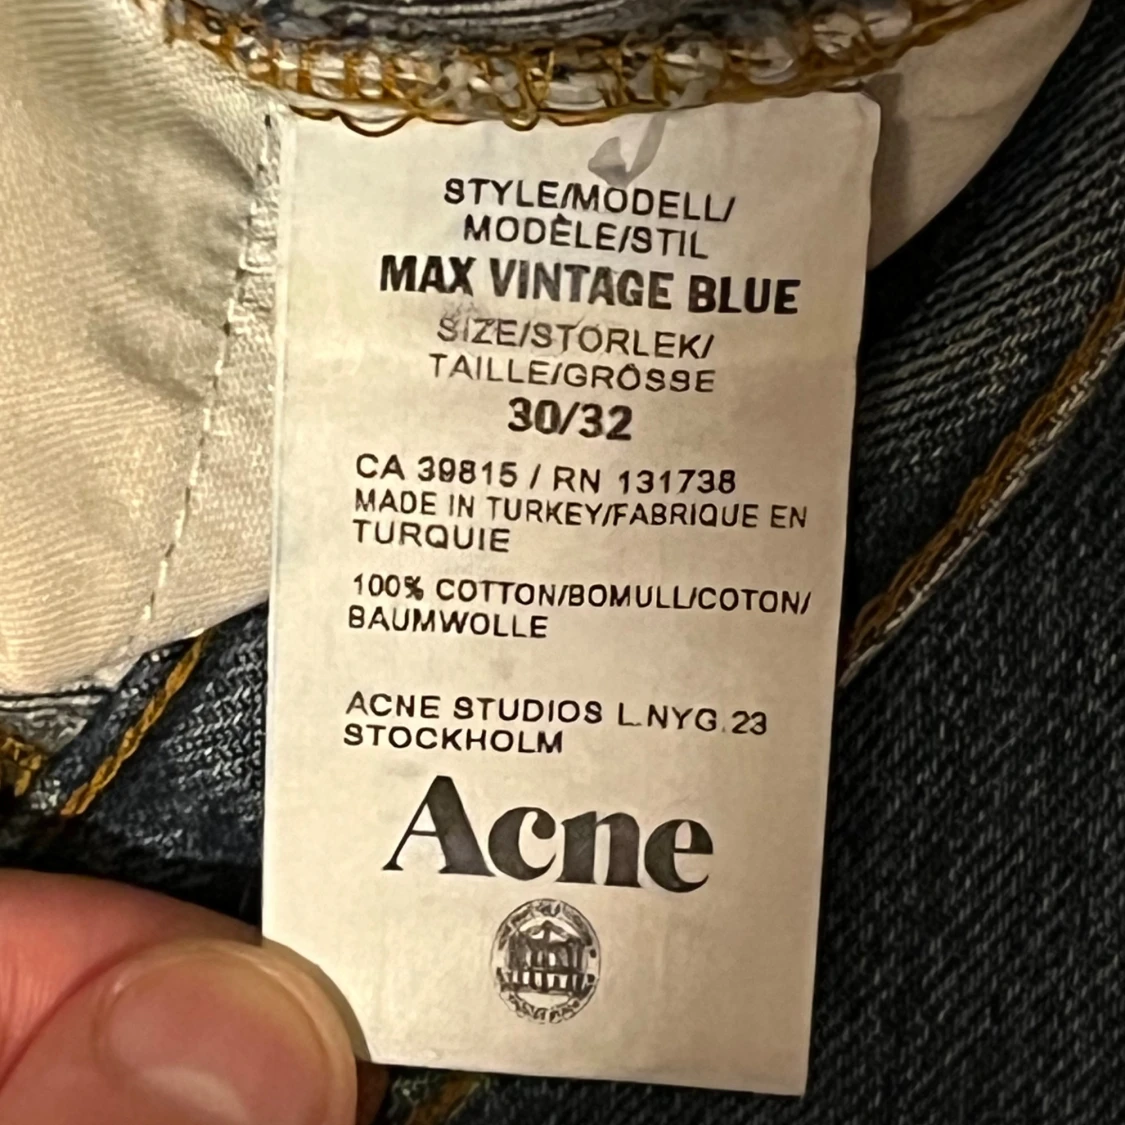 STYLE/MODELL/
MODÈLE/STIL
MAX VINTAGE BLUE
SIZE/STORLEK/
TAILLE/GRÖSSE
30/32
CA 39815 / RN 131738
MADE IN TURKEY/FABRIQUE EN
TURQUIE
100% COTTON/BOMULL/COTON/
BAUMWOLLE
ACNE STUDIOS L.NYG.23
STOCKHOLM
Acne